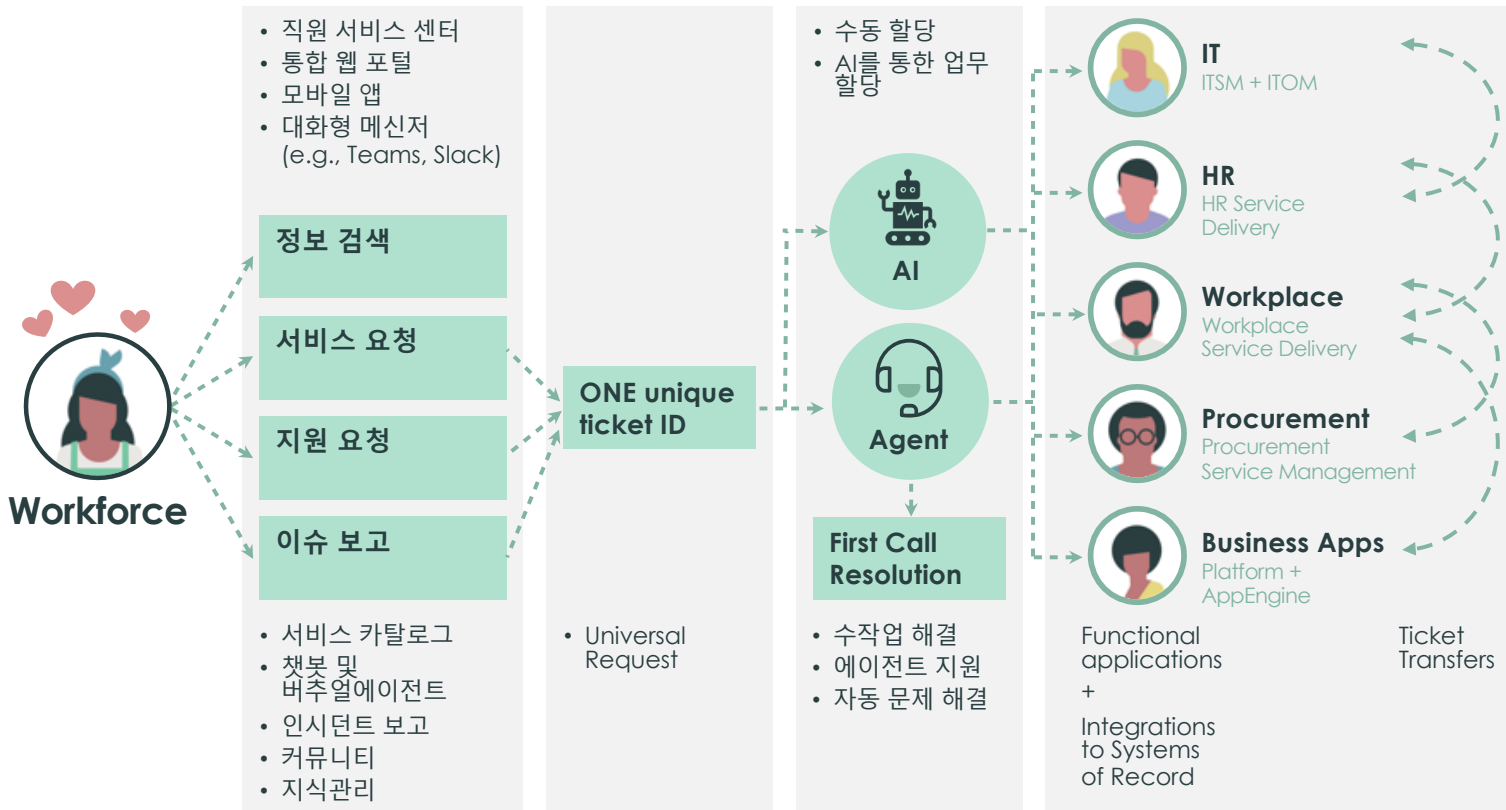 • 직원 서비스 센터
• 통합 웹 포털
• 모바일 앱
• 대화형 메신저
(e.g., Teams, Slack)
정보 검색
서비스 요청
지원 요청
이슈 보고
Workforce
• 서비스 카탈로그
• 챗봇 및
버추얼에이전트
• 인시던트 보고
• 커뮤니티
• 지식관리
ONE unique
ticket ID
• Universal
Request
• 수동 할당
• AI를 통한 업무
할당
AI
Agent
First Call
Resolution
• 수작업 해결
• 에이전트 지원
• 자동 문제 해결
IT
ITSM + ITOM
HR
HR Service
Delivery
Workplace
Workplace
Service Delivery
Procurement
Procurement
Service Management
Business Apps
Platform +
AppEngine
Functional
applications
+
Integrations
to Systems
of Record
Ticket
Transfers